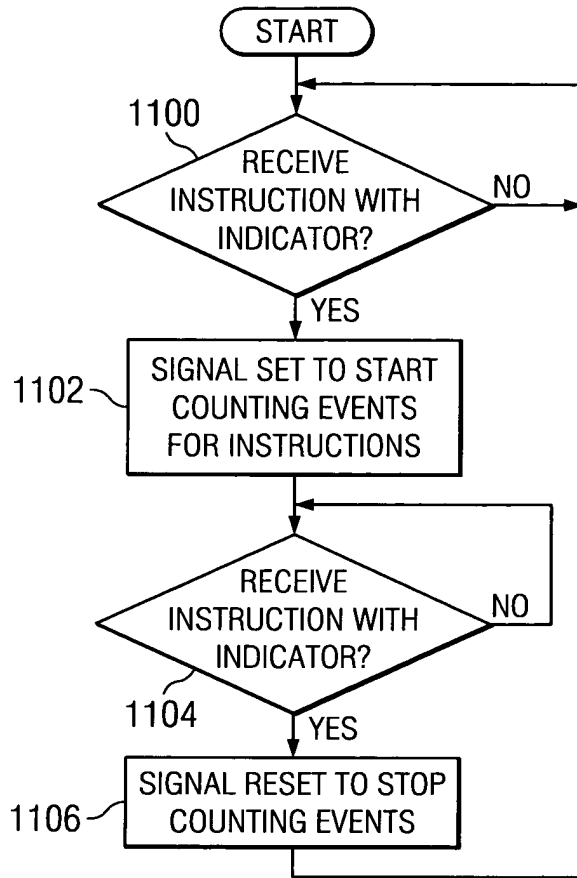 START
1100
RECEIVE
INSTRUCTION WITH
INDICATOR?
NO
YES
1102
SIGNAL SET TO START
COUNTING EVENTS
FOR INSTRUCTIONS
RECEIVE
INSTRUCTION WITH
INDICATOR?
NO
1104
YES
1106
SIGNAL RESET TO STOP
COUNTING EVENTS